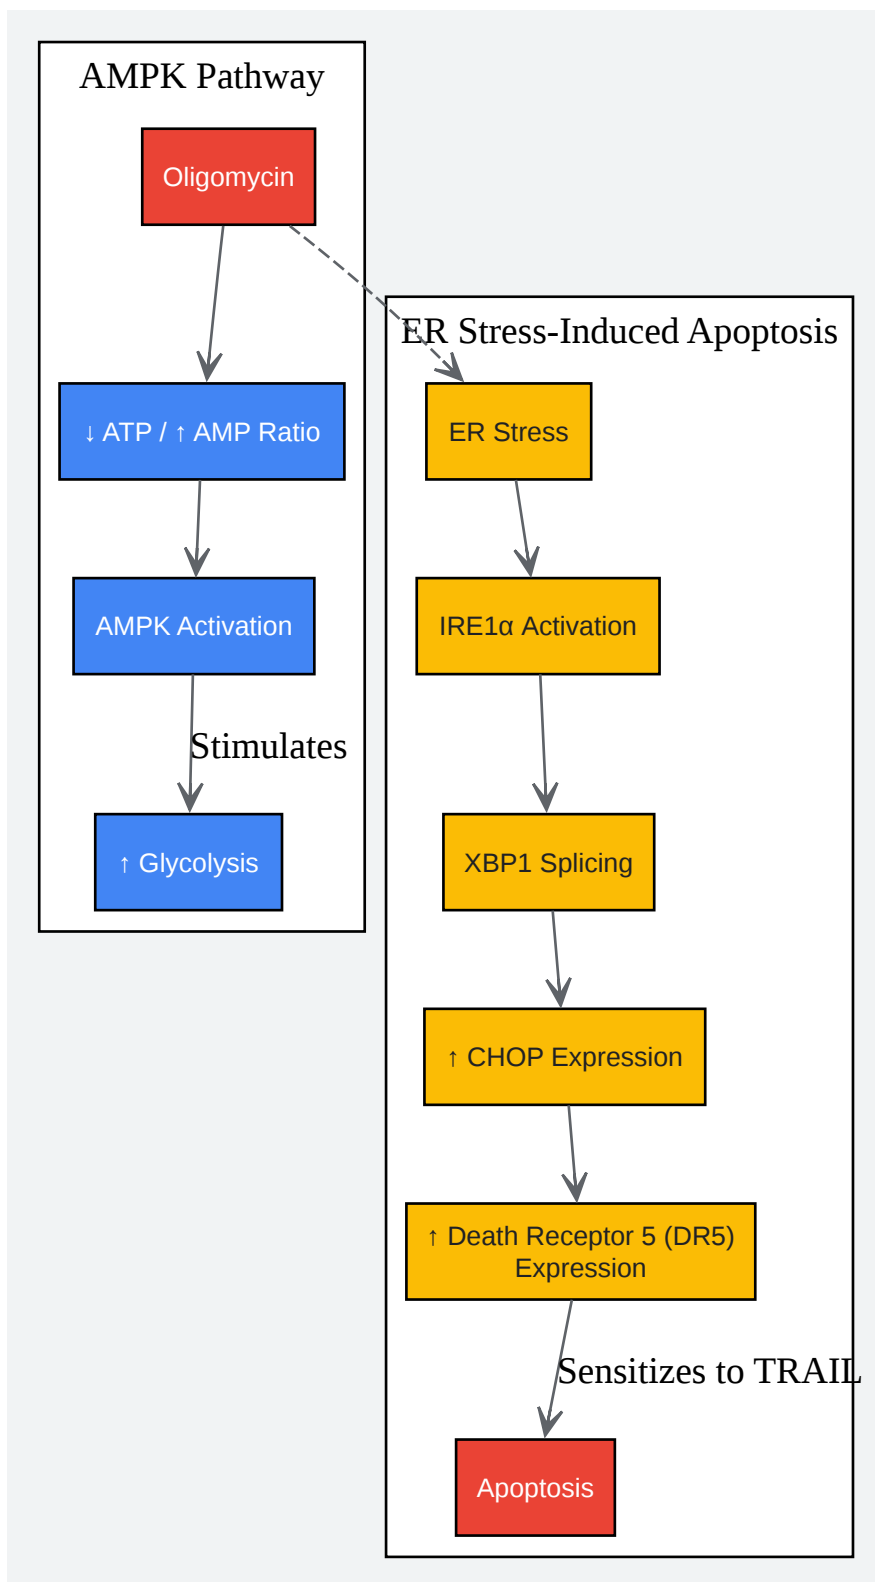 AMPK Pathway
Oligomycin
↓ ATP / ↑ AMP Ratio
AMPK Activation
Stimulates
↑ Glycolysis
ER Stress-Induced Apoptosis
ER Stress
IRE1α Activation
XBP1 Splicing
↑ CHOP Expression
↑ Death Receptor 5 (DR5)
Expression
Sensitizes to TRAIL
Apoptosis